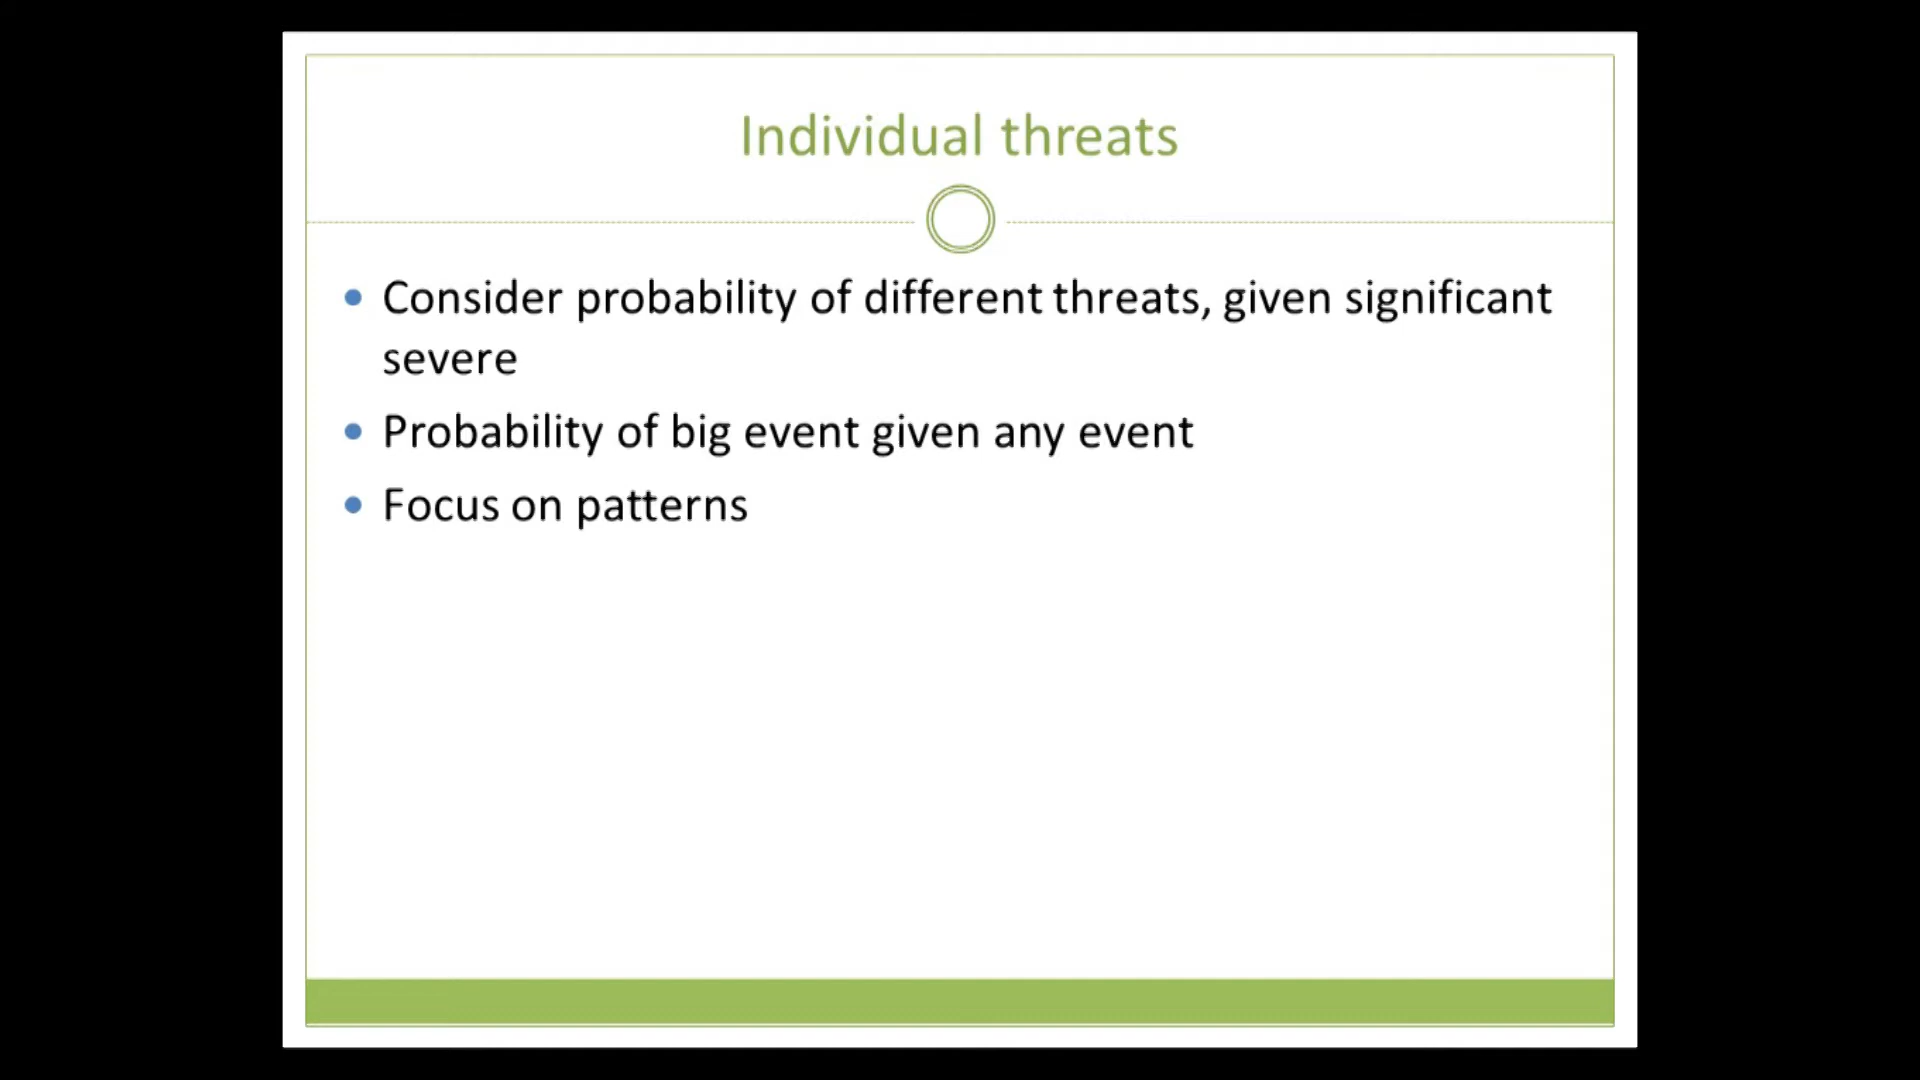 Individual threats
Consider probability of different threats, given significant
severe
Probability of big event given any event
Focus on patterns